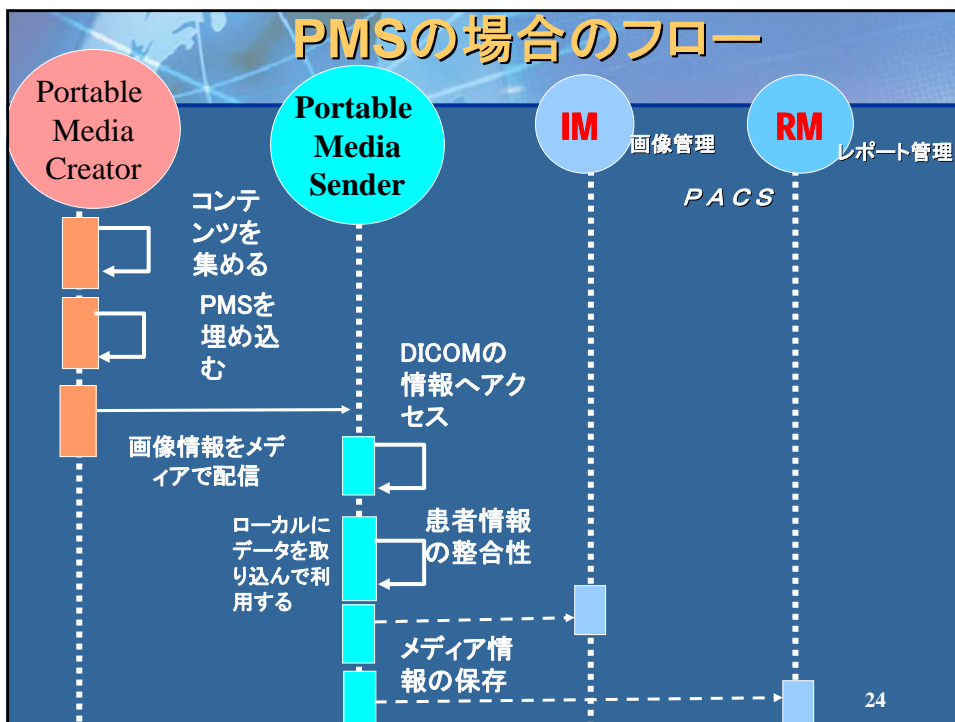 PMSの場合のフロー
Portable
Media
Creator
Portable
Media
Sender
IM
画像管理
RM
レポート管理
ＰＡＣＳ
コンテ
ンツを
集める
PMSを
埋め込
む
DICOMの
情報へアク
セス
画像情報をメデ
ィアで配信
ローカルに
データを取
り込んで利
用する
患者情報
の整合性
メディア情
報の保存
24